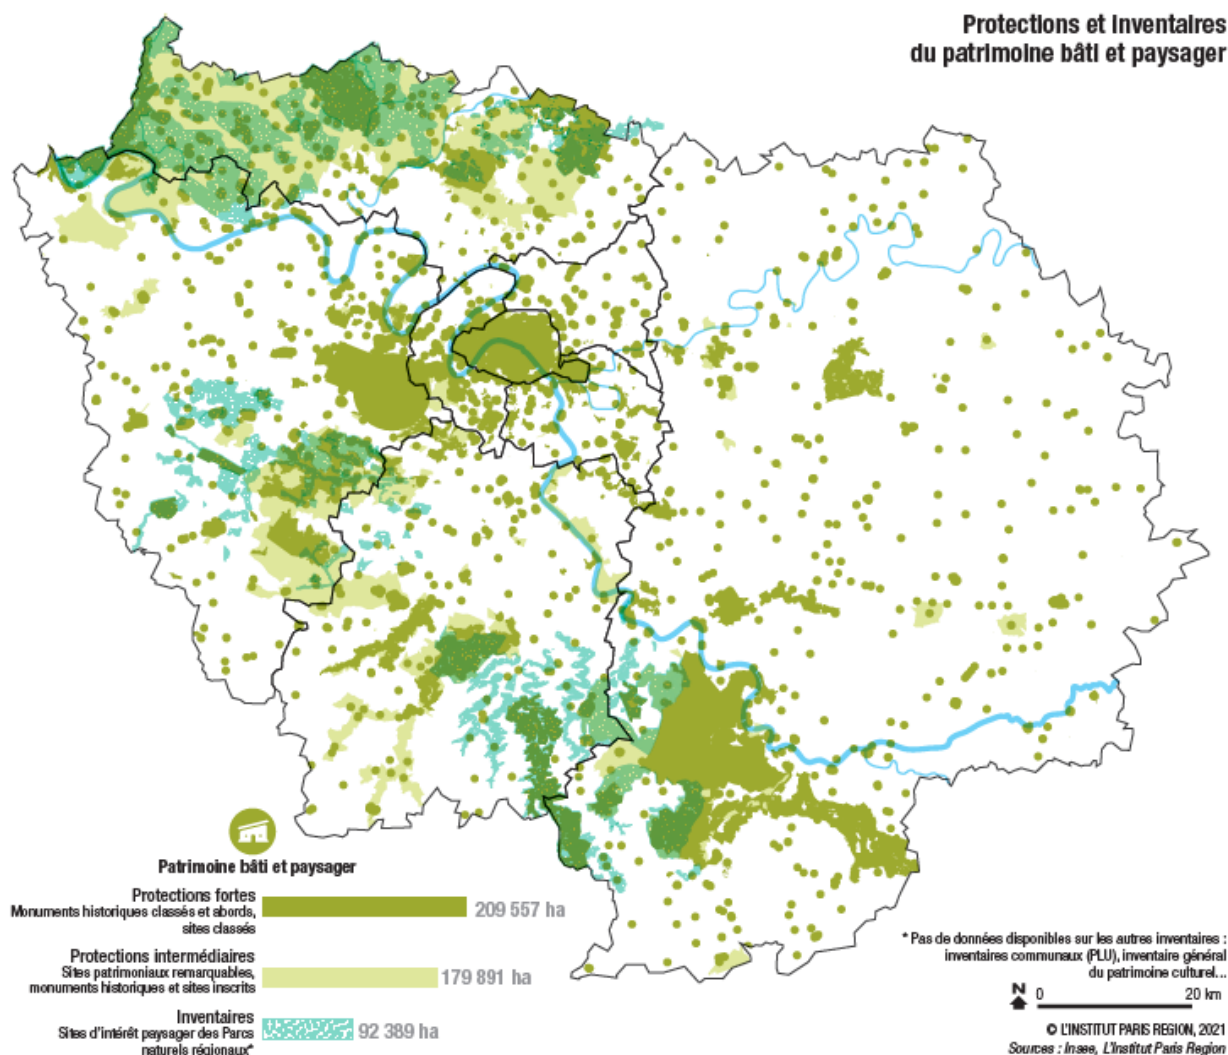 Protections et inventaires
du patrimoine bâti et paysager
Patrimoine bâti et paysager
Protections fortes
Monuments historiques classés et abords,
sites classés
209 557 ha
Protections intermédiaires
Sites patrimoniaux remarquables,
monuments historiques et sites inscrits
179 891 ha
Inventaires
Sites d'intérêt paysager des Parcs
naturels régionaux*
92 389 ha
* Pas de données disponibles sur les autres inventaires :
inventaires communaux (PLU), inventaire général
du patrimoine culturel...
N
0
20 km
© L'INSTITUT PARIS REGION, 2021
Sources : Insee, L'Institut Paris Region